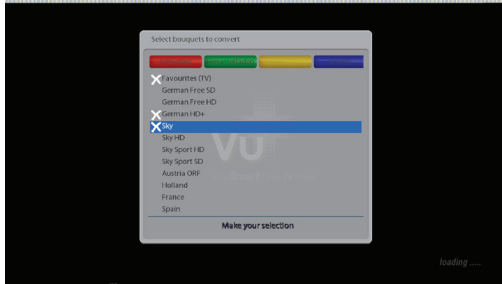 Select bouquets to convert
Favourites (TV)
German Free SD
German Free HD
German HD+
Sky
Sky HD
Sky Sport HD
Sky Sport SD
Austria ORF
Holland
France
Spain
Vu+
Make your selection
loading .....